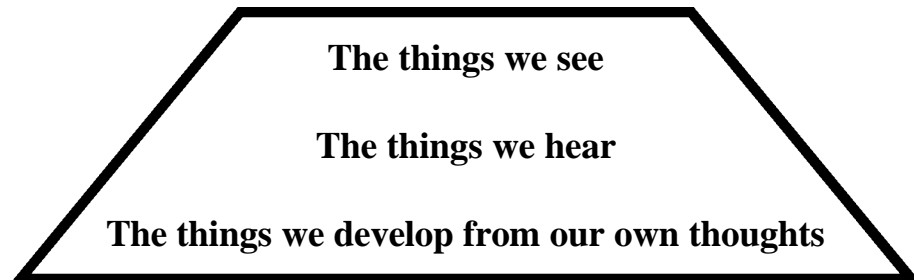 The things we see
The things we hear
The things we develop from our own thoughts